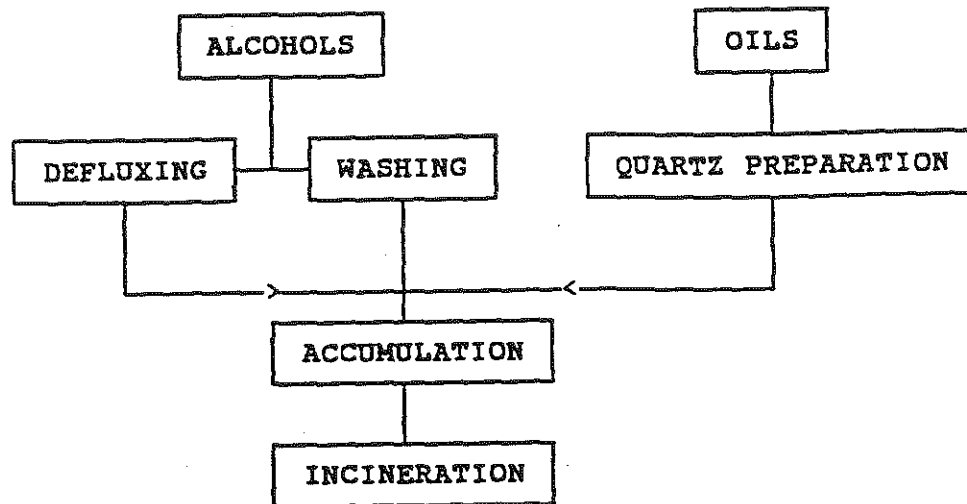 ALCOHOLS
OILS
DEFLUXING
WASHING
QUARTZ PREPARATION
ACCUMULATION
INCINERATION